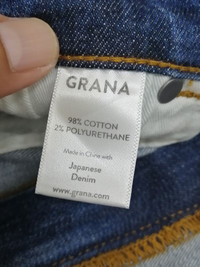 GRANA
98% COTTON
2% POLYURETHANE
Made in China with
Japanese
Denim
www.grana.com